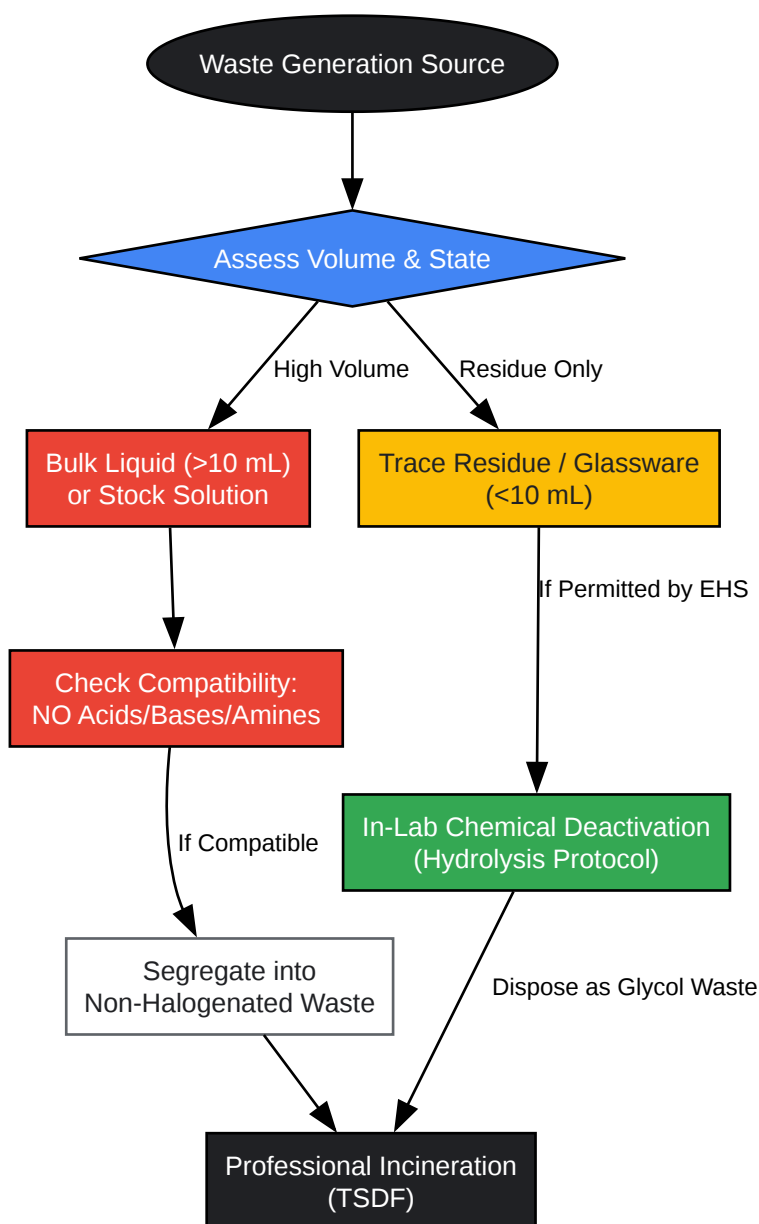 Waste Generation Source
Assess Volume & State
High Volume
Residue Only
Bulk Liquid (>10 mL)
or Stock Solution
Trace Residue / Glassware
(<10 mL)
If Permitted by EHS
Check Compatibility:
NO Acids/Bases/Amines
In-Lab Chemical Deactivation
(Hydrolysis Protocol)
If Compatible
Segregate into
Non-Halogenated Waste
Dispose as Glycol Waste
Professional Incineration
(TSDF)